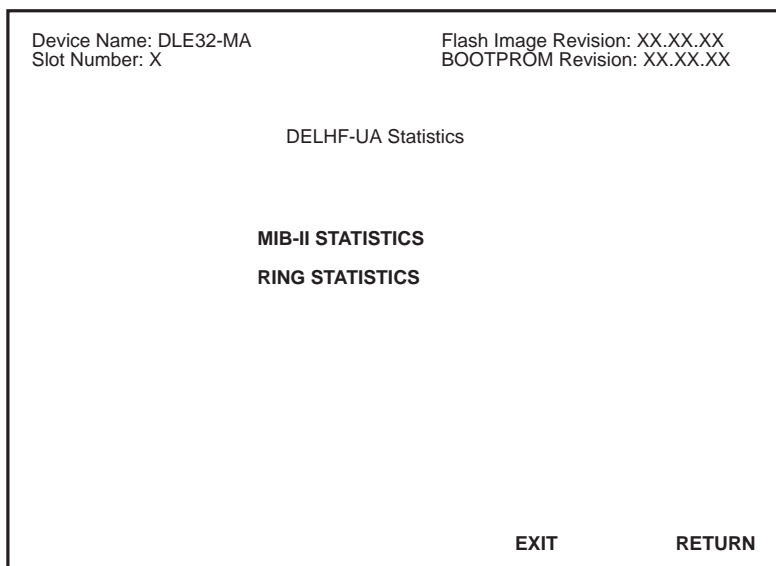 Device Name: DLE32-MA Flash Image Revision: XX.XX.XX
Slot Number: X BOOTPROM Revision: XX.XX.XX
DELHF-UA Statistics
MIB-II STATISTICS
RING STATISTICS
EXIT RETURN